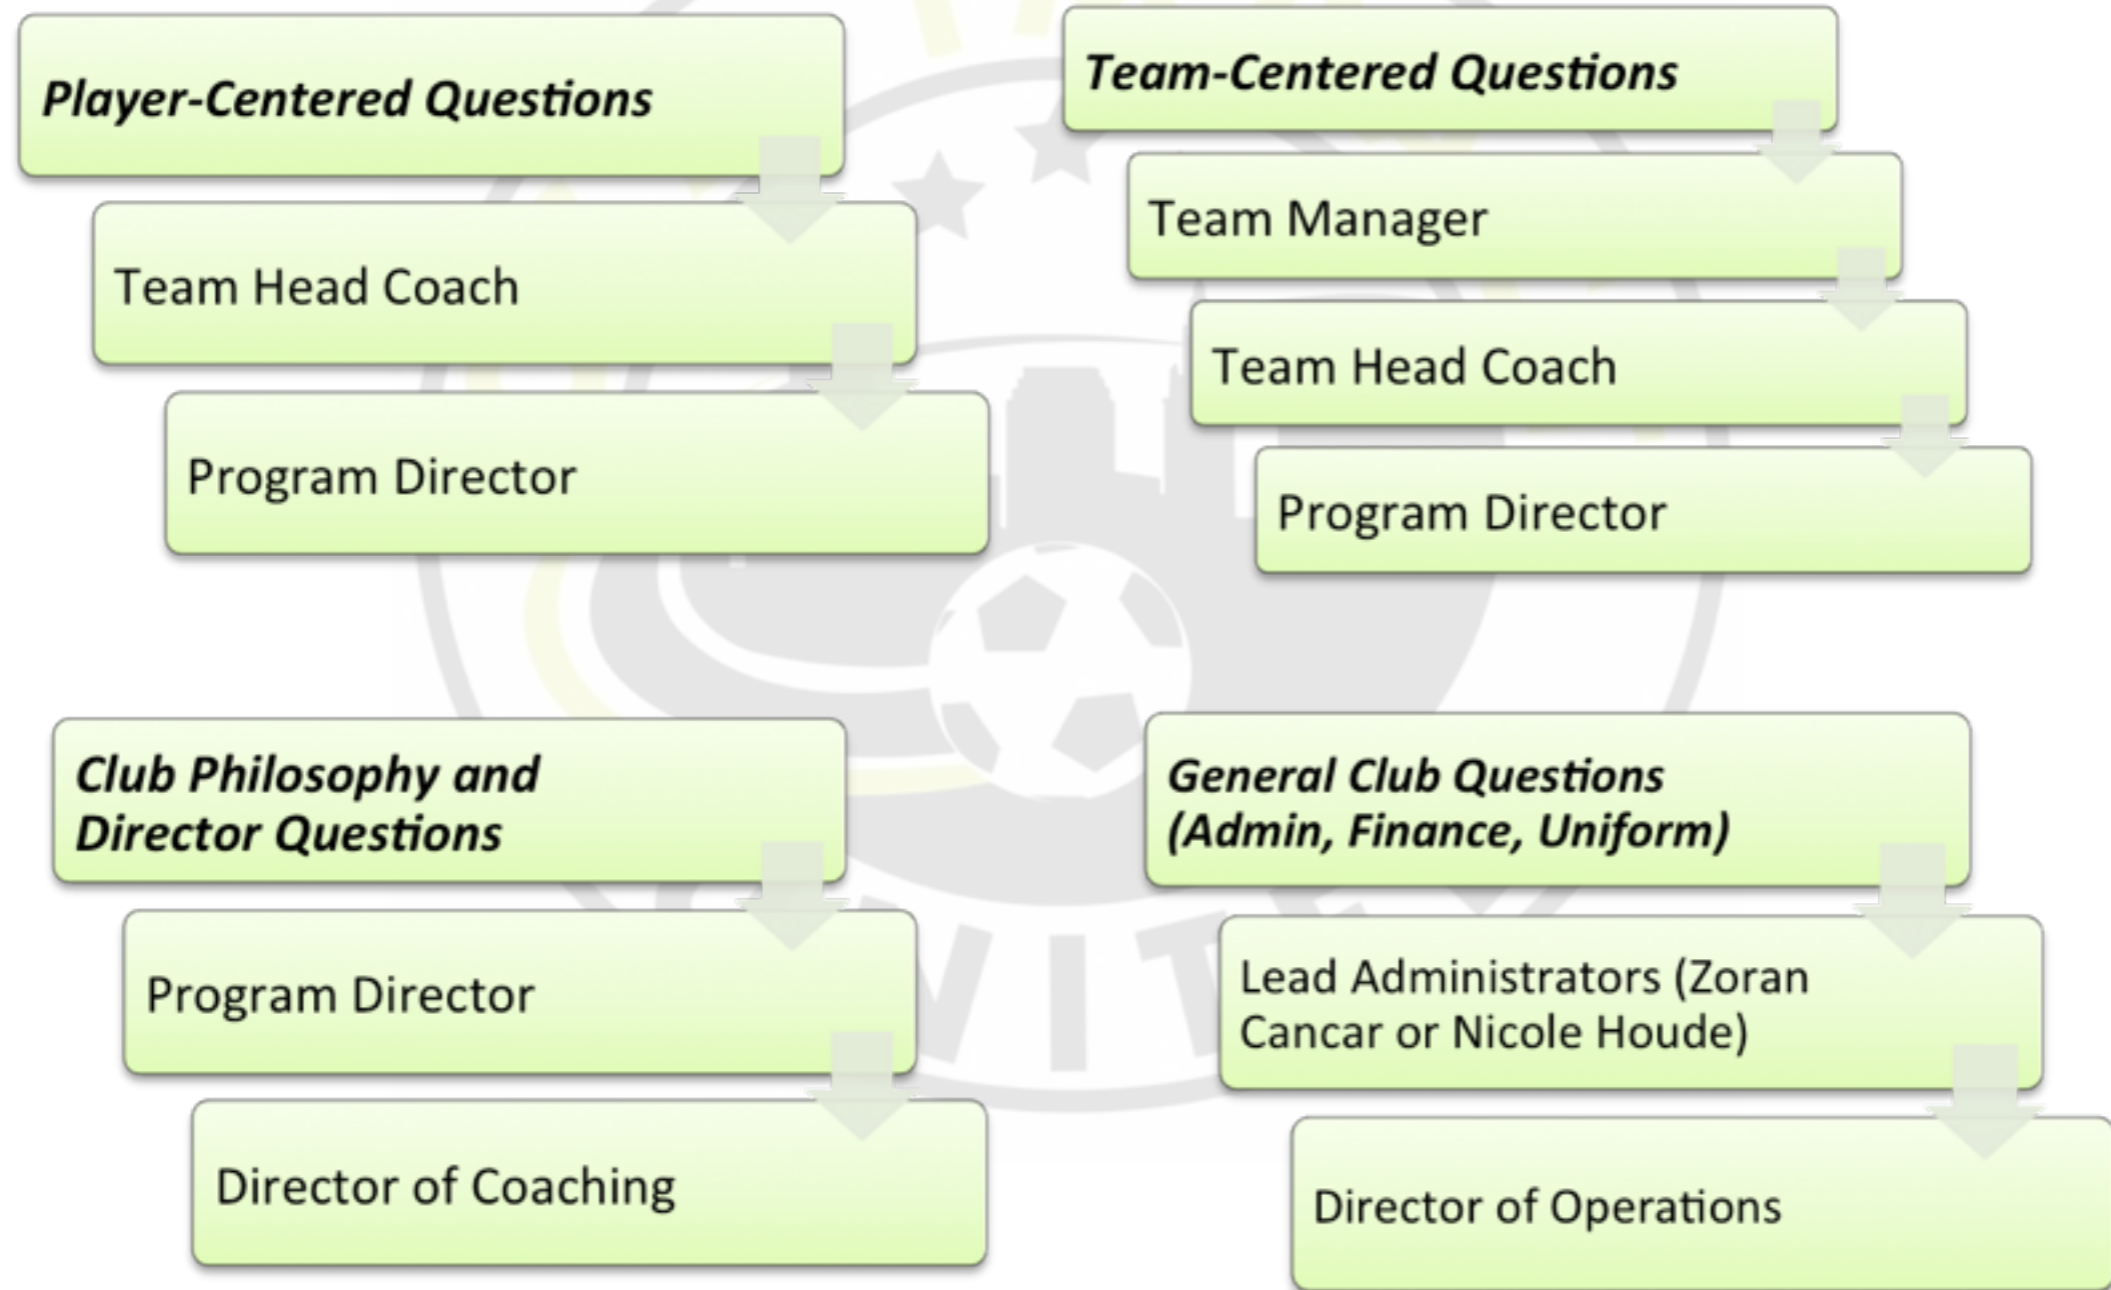 Player-Centered Questions
Team Head Coach
Program Director
Team-Centered Questions
Team Manager
Team Head Coach
Program Director
Club Philosophy and
Director Questions
Program Director
Director of Coaching
General Club Questions
(Admin, Finance, Uniform)
Lead Administrators (Zoran
Cancar or Nicole Houde)
Director of Operations